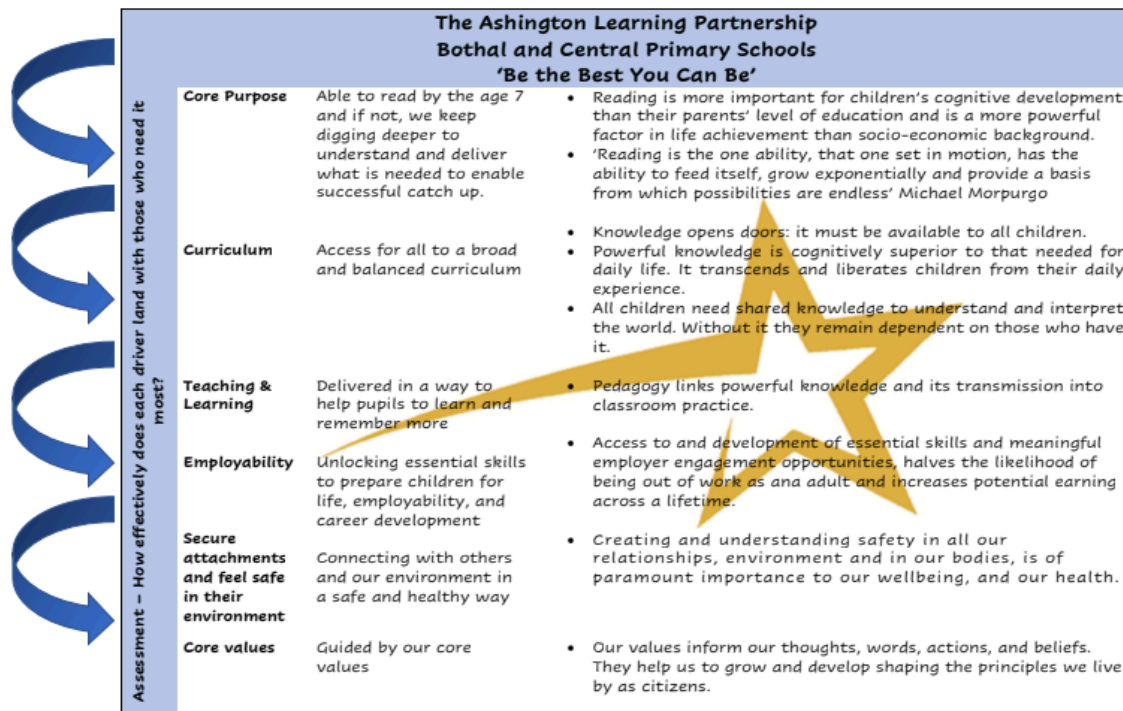 The Ashington Learning Partnership
Bothal and Central Primary Schools
‘Be the Best You Can Be’
Assessment – How effectively does each driver land with those who need it
most?
Core Purpose
Able to read by the age 7
and if not, we keep
digging deeper to
understand and deliver
what is needed to enable
successful catch up.
• Reading is more important for children’s cognitive development
than their parents’ level of education and is a more powerful
factor in life achievement than socio-economic background.
• ‘Reading is the one ability, that one set in motion, has the
ability to feed itself, grow exponentially and provide a basis
from which possibilities are endless’ Michael Morpurgo
Curriculum
Access for all to a broad
and balanced curriculum
• Knowledge opens doors: it must be available to all children.
• Powerful knowledge is cognitively superior to that needed for
daily life. It transcends and liberates children from their daily
experience.
• All children need shared knowledge to understand and interpret
the world. Without it they remain dependent on those who have
it.
Teaching &
Learning
Delivered in a way to
help pupils to learn and
remember more
• Pedagogy links powerful knowledge and its transmission into
classroom practice.
Employability
Unlocking essential skills
to prepare children for
life, employability, and
career development
• Access to and development of essential skills and meaningful
employer engagement opportunities, halves the likelihood of
being out of work as ana adult and increases potential earning
across a lifetime.
Secure
attachments
and feel safe
in their
environment
Connecting with others
and our environment in
a safe and healthy way
• Creating and understanding safety in all our
relationships, environment and in our bodies, is of
paramount importance to our wellbeing, and our health.
Core values
Guided by our core
values
• Our values inform our thoughts, words, actions, and beliefs.
They help us to grow and develop shaping the principles we live
by as citizens.